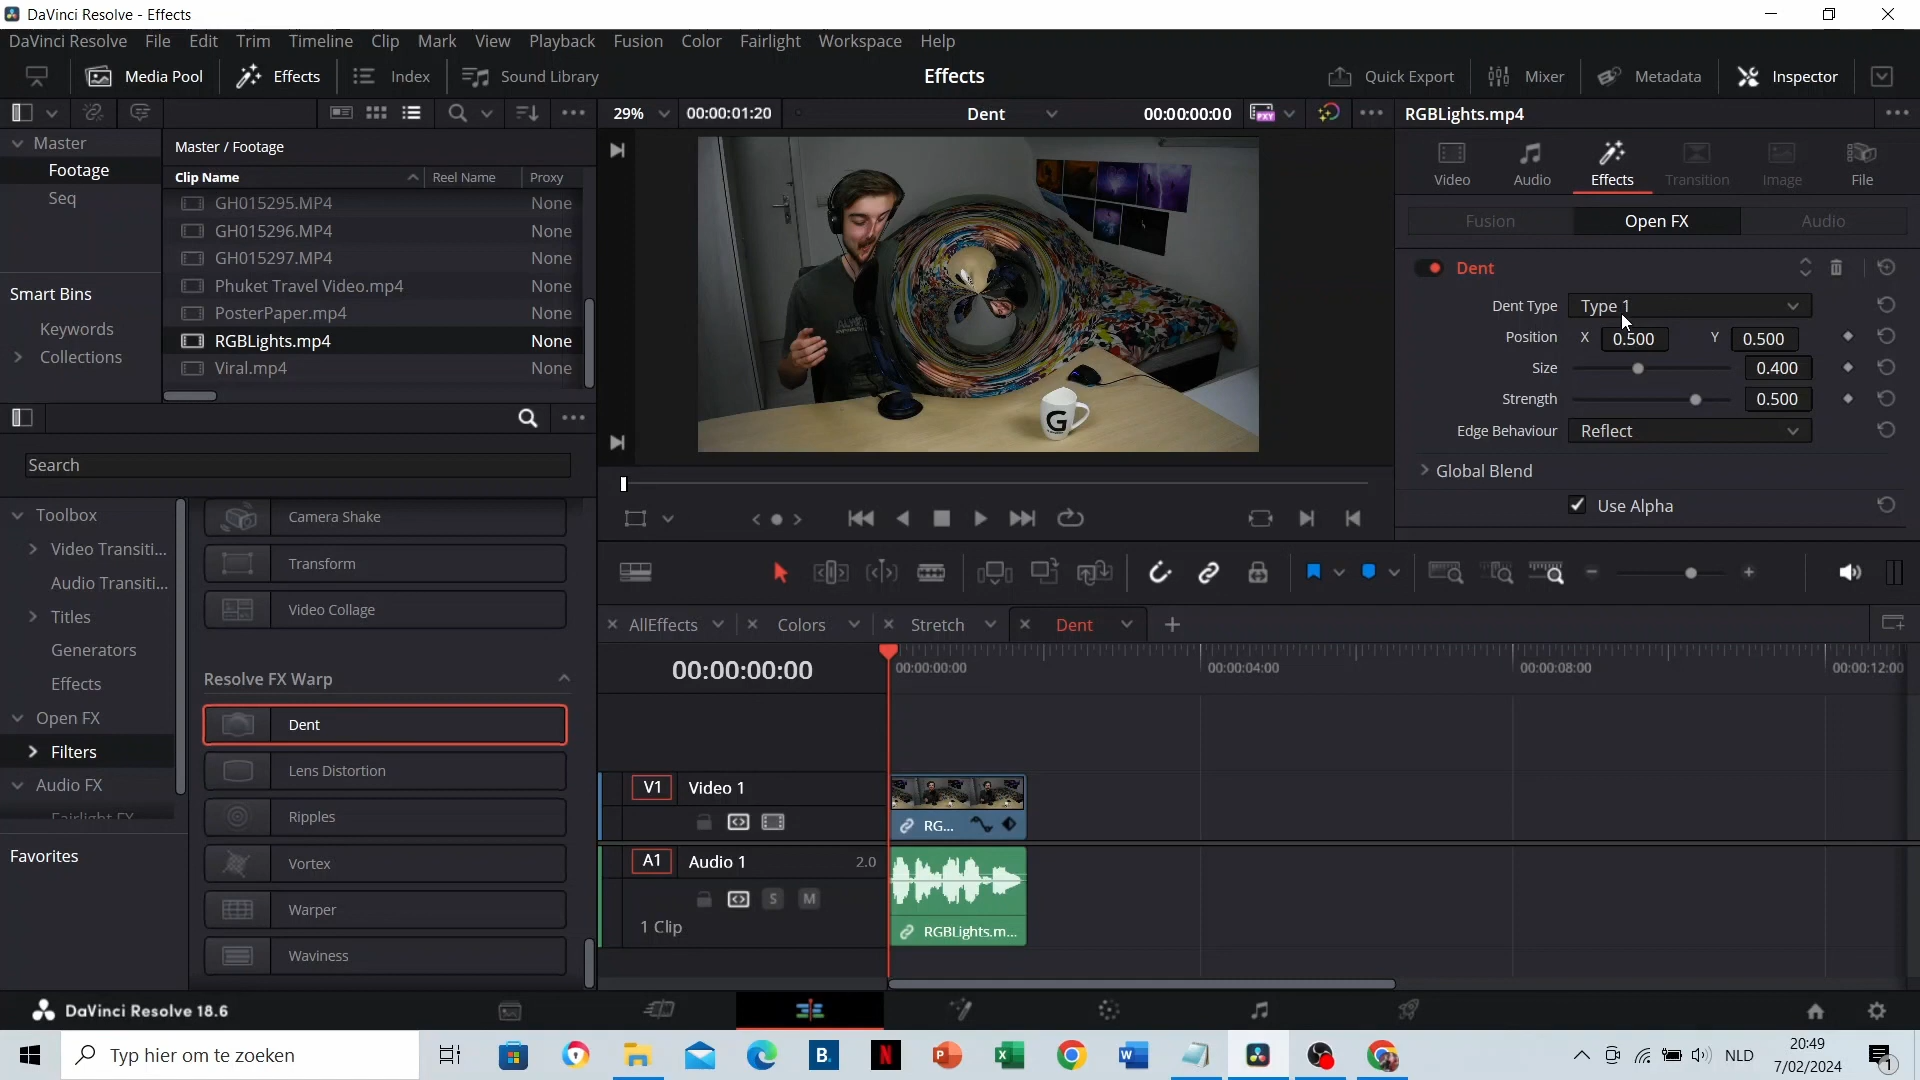 DaVinci Resolve - Effects
DaVinci Resolve File Edit Trim Timeline Clip Mark View Playback Fusion Color Fairlight Workspace Help
Media Pool Effects Index Sound Library Effects Quick Export Mixer Metadata Inspector
29% 00:00:01:20 Dent 00:00:00:00 PXY RGBLights.mp4
Master
Footage
Seq
Smart Bins
Keywords
Collections
Master / Footage
Clip Name Reel Name Proxy
GH015295.MP4 None
GH015296.MP4 None
GH015297.MP4 None
Phuket Travel Video.mp4 None
PosterPaper.mp4 None
RGBLights.mp4 None
Viral.mp4 None
G
Video Audio Effects Transition Image File
Fusion Open FX Audio
Dent
Dent Type Type 1
Position X 0.500 Y 0.500
Size 0.400
Strength 0.500
Edge Behaviour Reflect
Global Blend
Use Alpha
Search
Toolbox
Video Transiti...
Audio Transiti...
Titles
Generators
Effects
Open FX
Filters
Audio FX
Fairlight FX
Favorites
Camera Shake
Transform
Video Collage
Resolve FX Warp
Dent
Lens Distortion
Ripples
Vortex
Warper
Waviness
AllEffects Colors Stretch Dent
00:00:00:00 00:00:00:00 00:00:04:00 00:00:08:00 00:00:12:00
V1 Video 1
RG...
A1 Audio 1 2.0
S M
1 Clip
RGBLights.m...
DaVinci Resolve 18.6
Typ hier om te zoeken
B. N P X W
NLD
20:49
7/02/2024
1